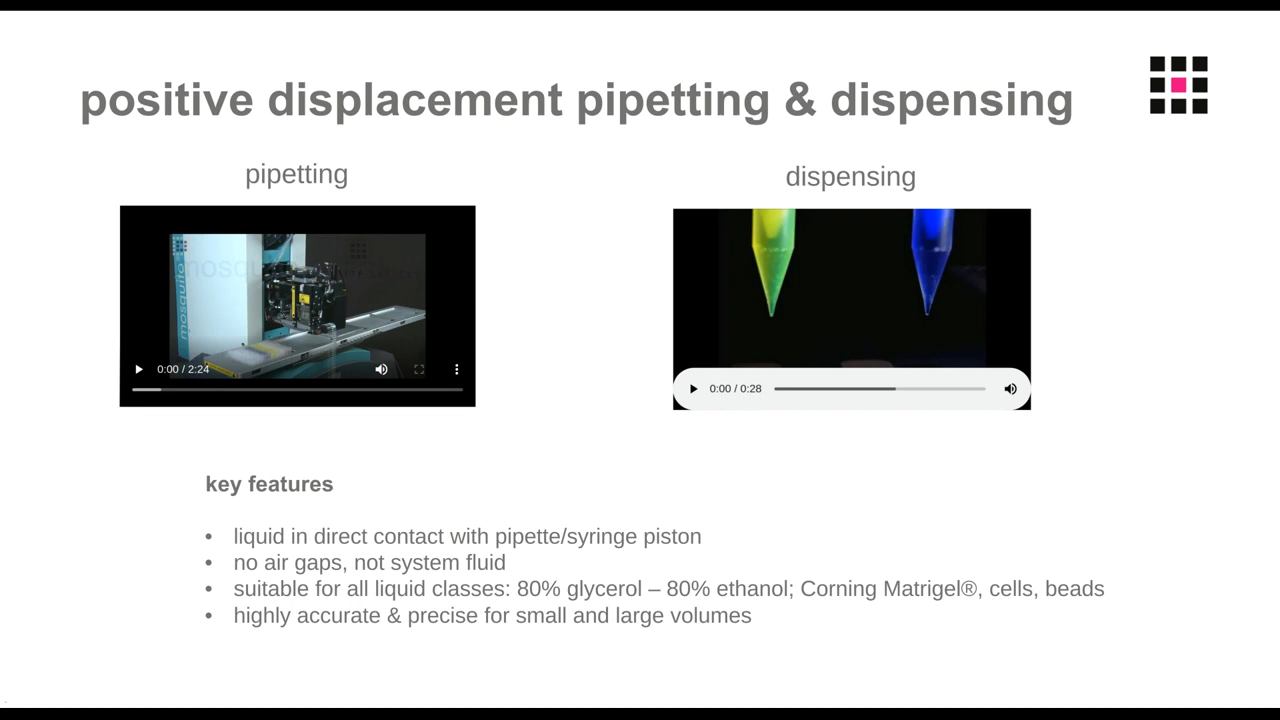 positive displacement pipetting & dispensing
pipetting
dispensing
mosquito
0:00 / 2:24
0:00 / 0:28
key features
• liquid in direct contact with pipette/syringe piston
• no air gaps, not system fluid
• suitable for all liquid classes: 80% glycerol – 80% ethanol; Corning Matrigel®, cells, beads
• highly accurate & precise for small and large volumes